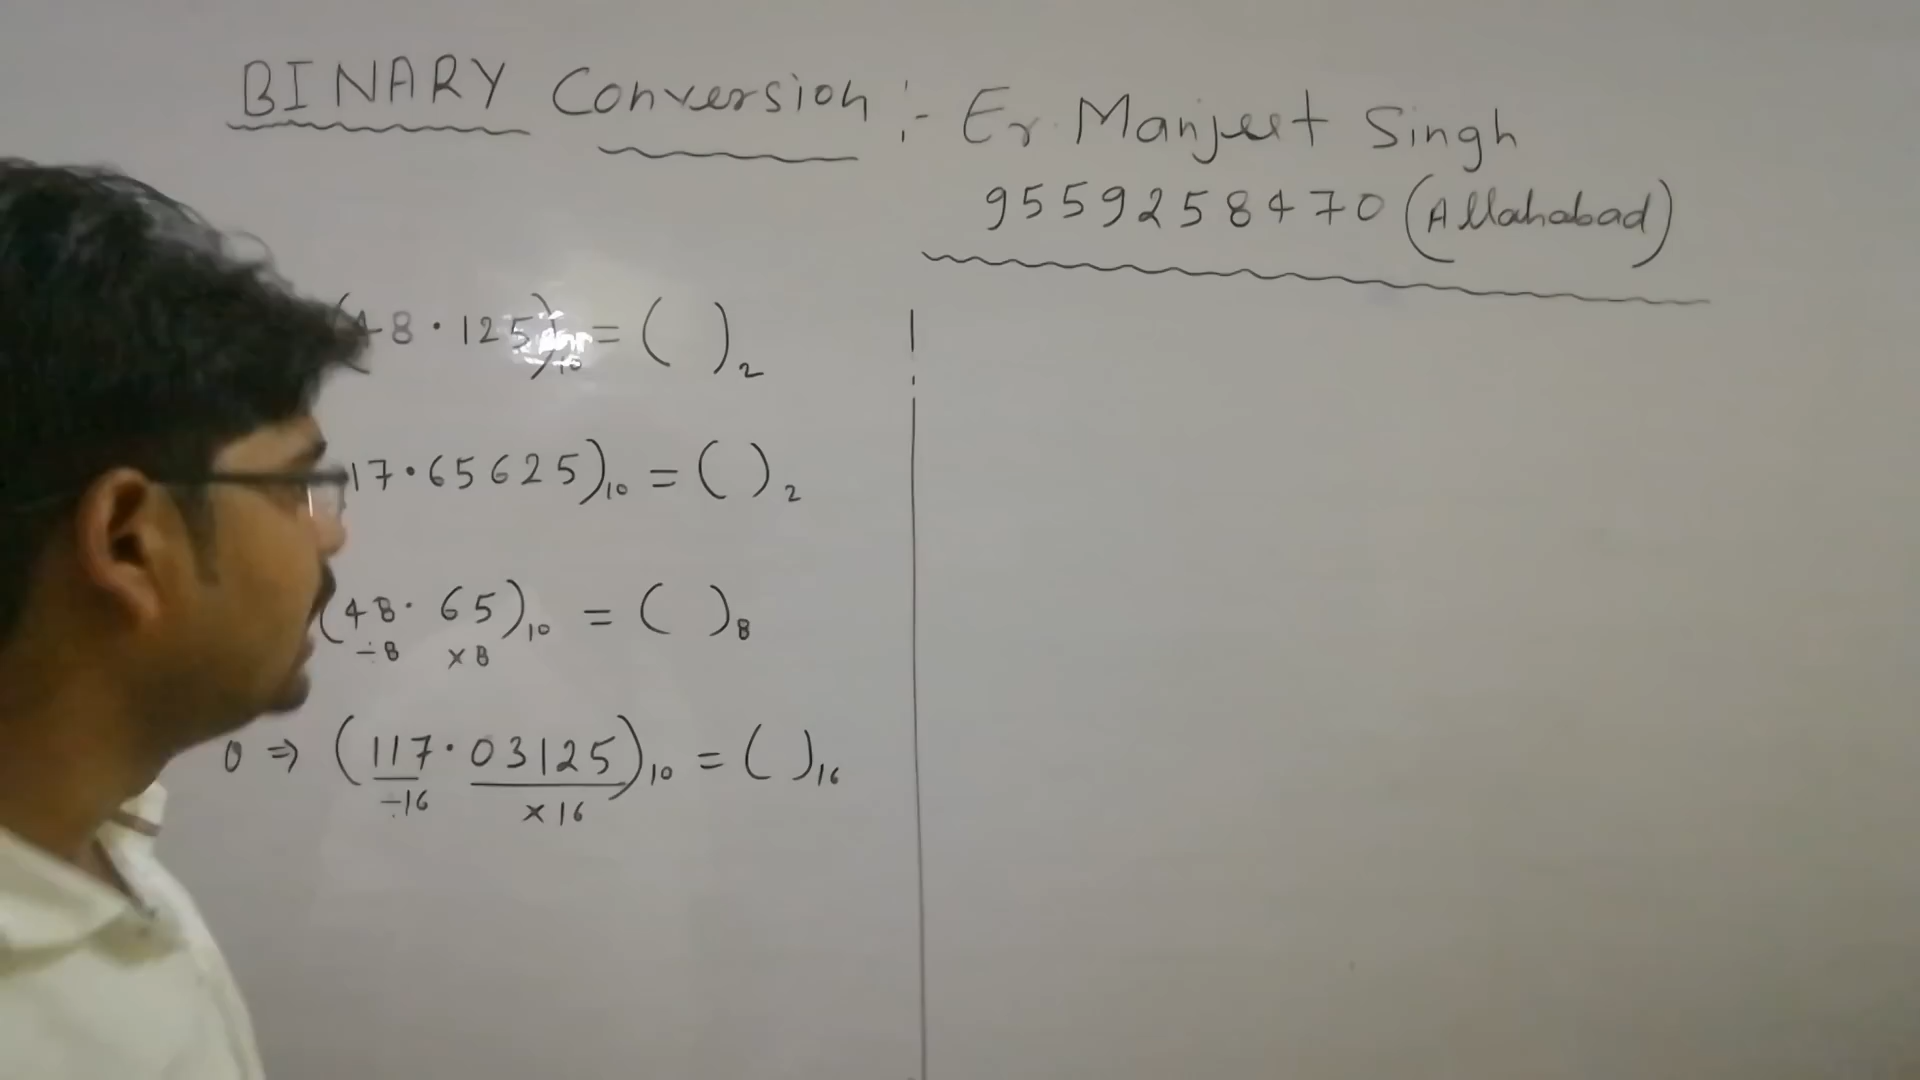 BINARY Conversion :- Er. Manjeet Singh
9559258470 (Allahabad)
(48.125)10 = ( )2
17.65625)10 = ( )2
(48.65)10 = ( )8
÷8 ×8
0 ⇒ (117.03125)10 = ( )16
÷16 ×16